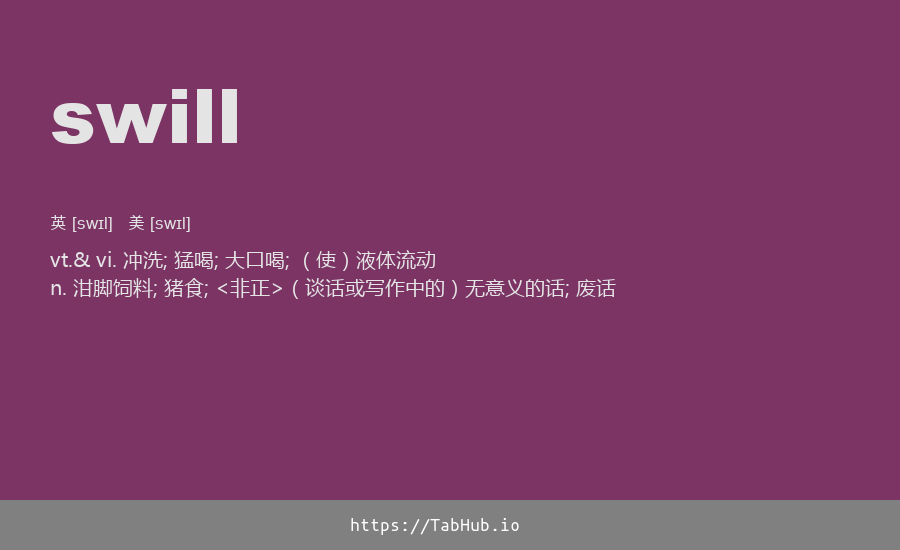 swill
英 [swɪl] 美 [swɪl]
vt.& vi. 冲洗; 猛喝; 大口喝; （使）液体流动
n. 泔脚饲料; 猪食; <非正>（谈话或写作中的）无意义的话; 废话
https://TabHub.io